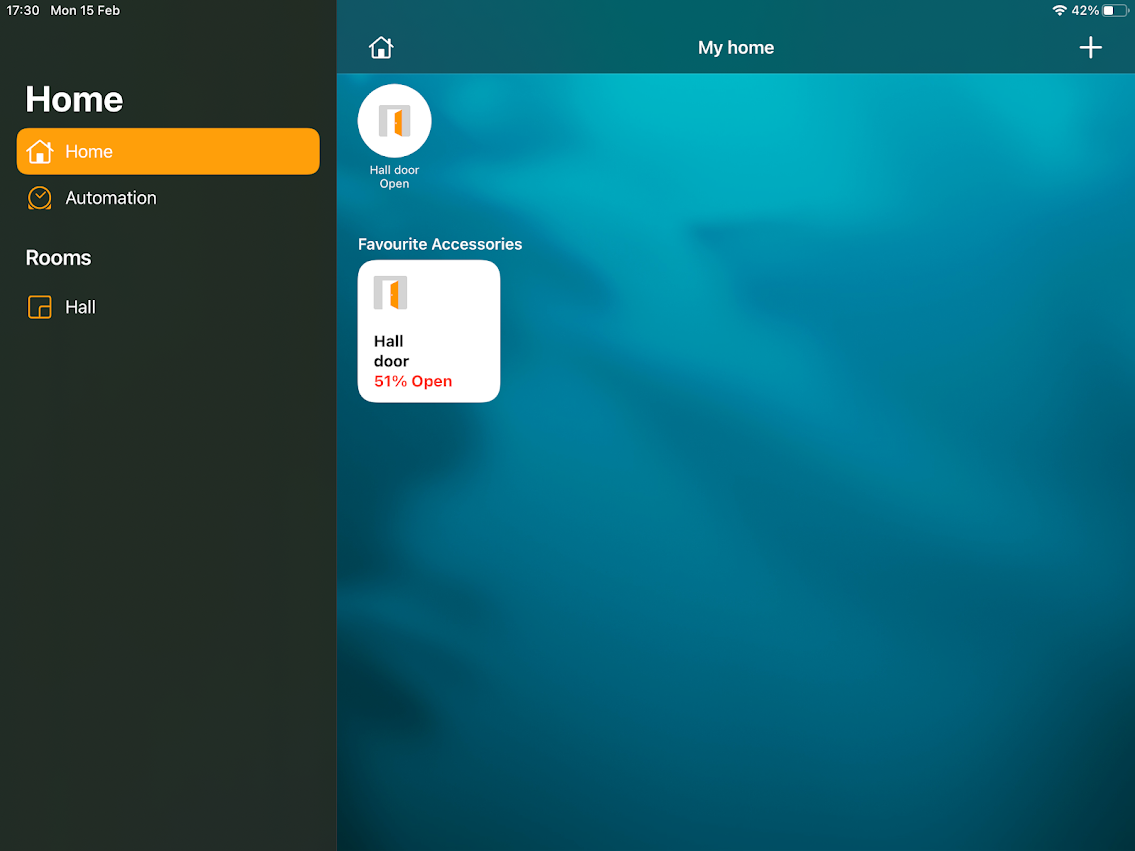 17:30 Mon 15 Feb
42%
Home
Home
Automation
Rooms
Hall
My home
Hall door
Open
Favourite Accessories
Hall
door
51% Open